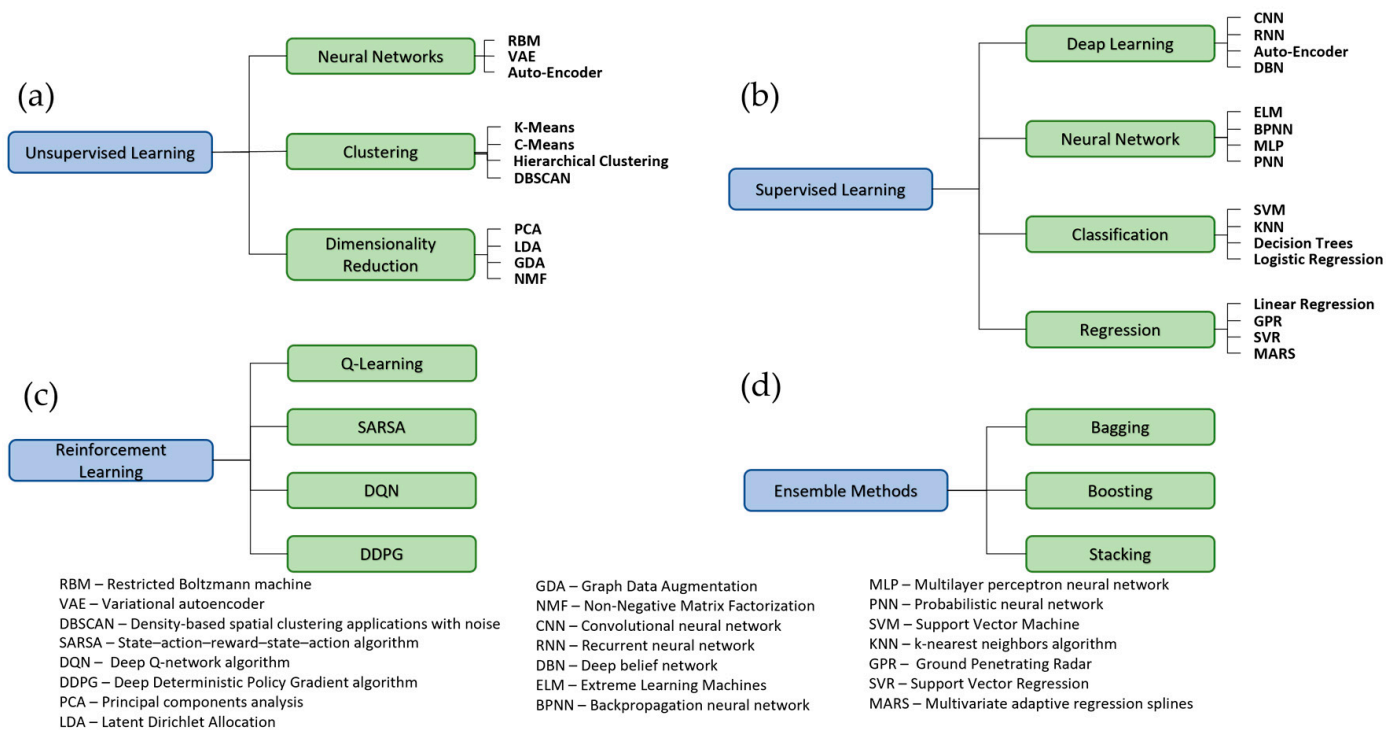 (a)
Unsupervised Learning
Neural Networks
RBM
VAE
Auto-Encoder
Clustering
K-Means
C-Means
Hierarchical Clustering
DBSCAN
Dimensionality
Reduction
PCA
LDA
GDA
NMF
(b)
Supervised Learning
Deap Learning
CNN
RNN
Auto-Encoder
DBN
Neural Network
ELM
BPNN
MLP
PNN
Classification
SVM
KNN
Decision Trees
Logistic Regression
Regression
Linear Regression
GPR
SVR
MARS
(c)
Reinforcement
Learning
Q-Learning
SARSA
DQN
DDPG
(d)
Ensemble Methods
Bagging
Boosting
Stacking
RBM – Restricted Boltzmann machine
VAE – Variational autoencoder
DBSCAN – Density-based spatial clustering applications with noise
SARSA – State–action–reward–state–action algorithm
DQN – Deep Q-network algorithm
DDPG – Deep Deterministic Policy Gradient algorithm
PCA – Principal components analysis
LDA – Latent Dirichlet Allocation
GDA – Graph Data Augmentation
NMF – Non-Negative Matrix Factorization
CNN – Convolutional neural network
RNN – Recurrent neural network
DBN – Deep belief network
ELM – Extreme Learning Machines
BPNN – Backpropagation neural network
MLP – Multilayer perceptron neural network
PNN – Probabilistic neural network
SVM – Support Vector Machine
KNN – k-nearest neighbors algorithm
GPR – Ground Penetrating Radar
SVR – Support Vector Regression
MARS – Multivariate adaptive regression splines